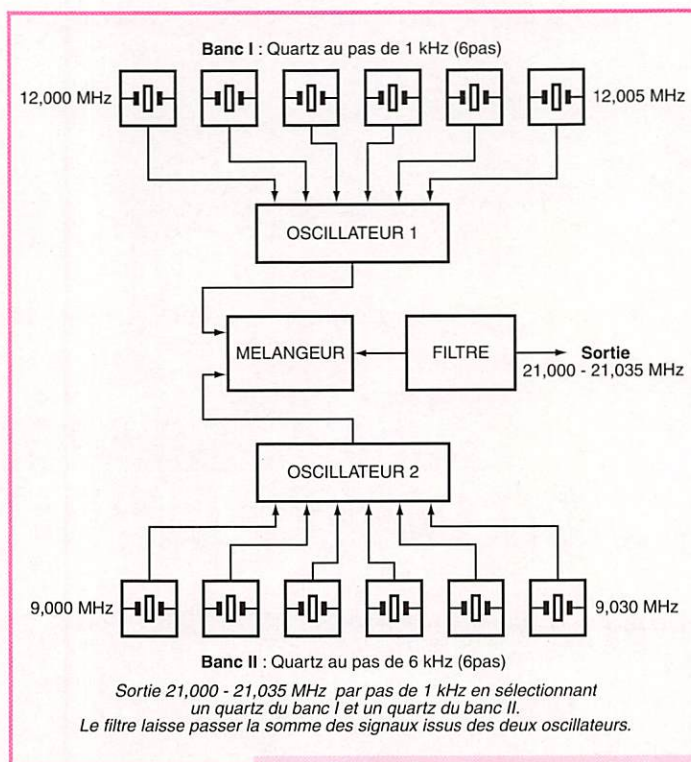 Banc I : Quartz au pas de 1 kHz (6pas)
12,000 MHz
12,005 MHz
OSCILLATEUR 1
MELANGEUR
FILTRE
Sortie
21,000 - 21,035 MHz
OSCILLATEUR 2
9,000 MHz
9,030 MHz
Banc II : Quartz au pas de 6 kHz (6pas)
Sortie 21,000 - 21,035 MHz par pas de 1 kHz en sélectionnant
un quartz du banc I et un quartz du banc II.
Le filtre laisse passer la somme des signaux issus des deux oscillateurs.